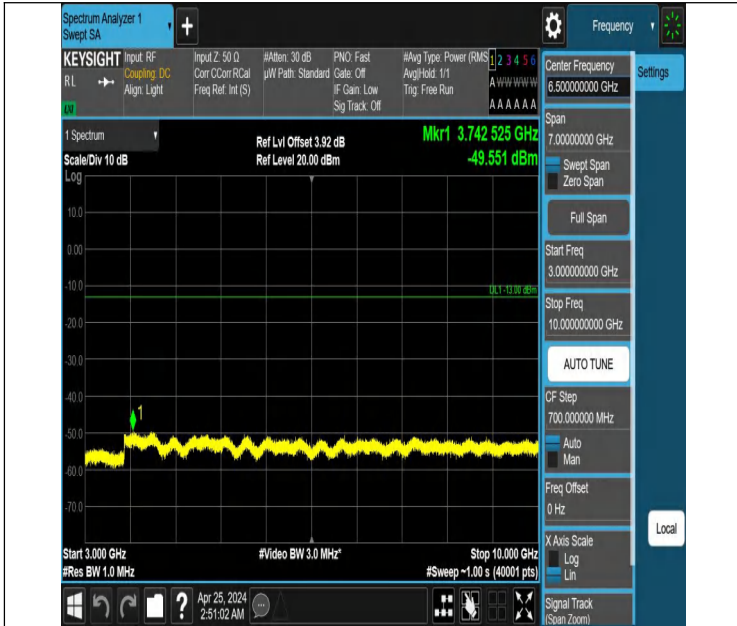 Spectrum Analyzer 1
Swept SA
+
Frequency
KEYSIGHT
RL
Input: RF
Coupling: DC
Align: Light
Input Z: 50 Ω
Corr CCorr RCal
Freq Ref: Int (S)
#Atten: 30 dB
µW Path: Standard
PNO: Fast
Gate: Off
IF Gain: Low
Sig Track: Off
#Avg Type: Power (RMS
Avg|Hold: 1/1
Trig: Free Run
1 2 3 4 5 6
A W W W W W
A A A A A A
1 Spectrum
Scale/Div 10 dB
Log
Ref Lvl Offset 3.92 dB
Ref Level 20.00 dBm
Mkr1 3.742 525 GHz
-49.551 dBm
10.0
0.00
-10.0
DL1 -13.00 dBm
-20.0
-30.0
-40.0
1
-50.0
-60.0
-70.0
Start 3.000 GHz
#Res BW 1.0 MHz
#Video BW 3.0 MHz*
Stop 10.000 GHz
#Sweep ~1.00 s (40001 pts)
?
Apr 25, 2024
2:51:02 AM
Center Frequency
6.500000000 GHz
Settings
Span
7.00000000 GHz
Swept Span
Zero Span
Full Span
Start Freq
3.000000000 GHz
Stop Freq
10.000000000 GHz
AUTO TUNE
CF Step
700.000000 MHz
Auto
Man
Freq Offset
0 Hz
X Axis Scale
Log
Lin
Local
Signal Track
(Span Zoom)